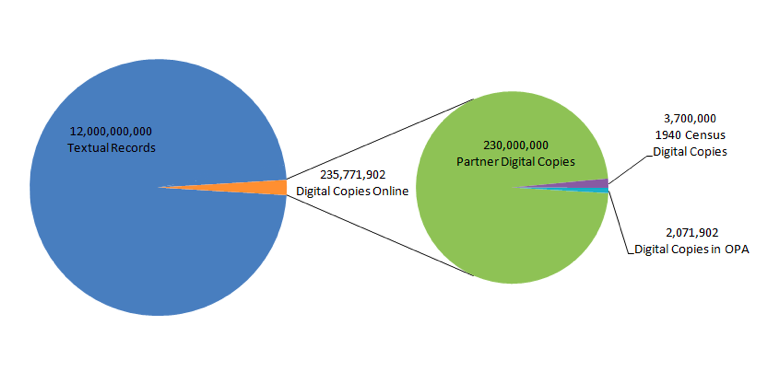 12,000,000,000
Textual Records
235,771,902
Digital Copies Online
230,000,000
Partner Digital Copies
3,700,000
1940 Census
Digital Copies
2,071,902
Digital Copies in OPA